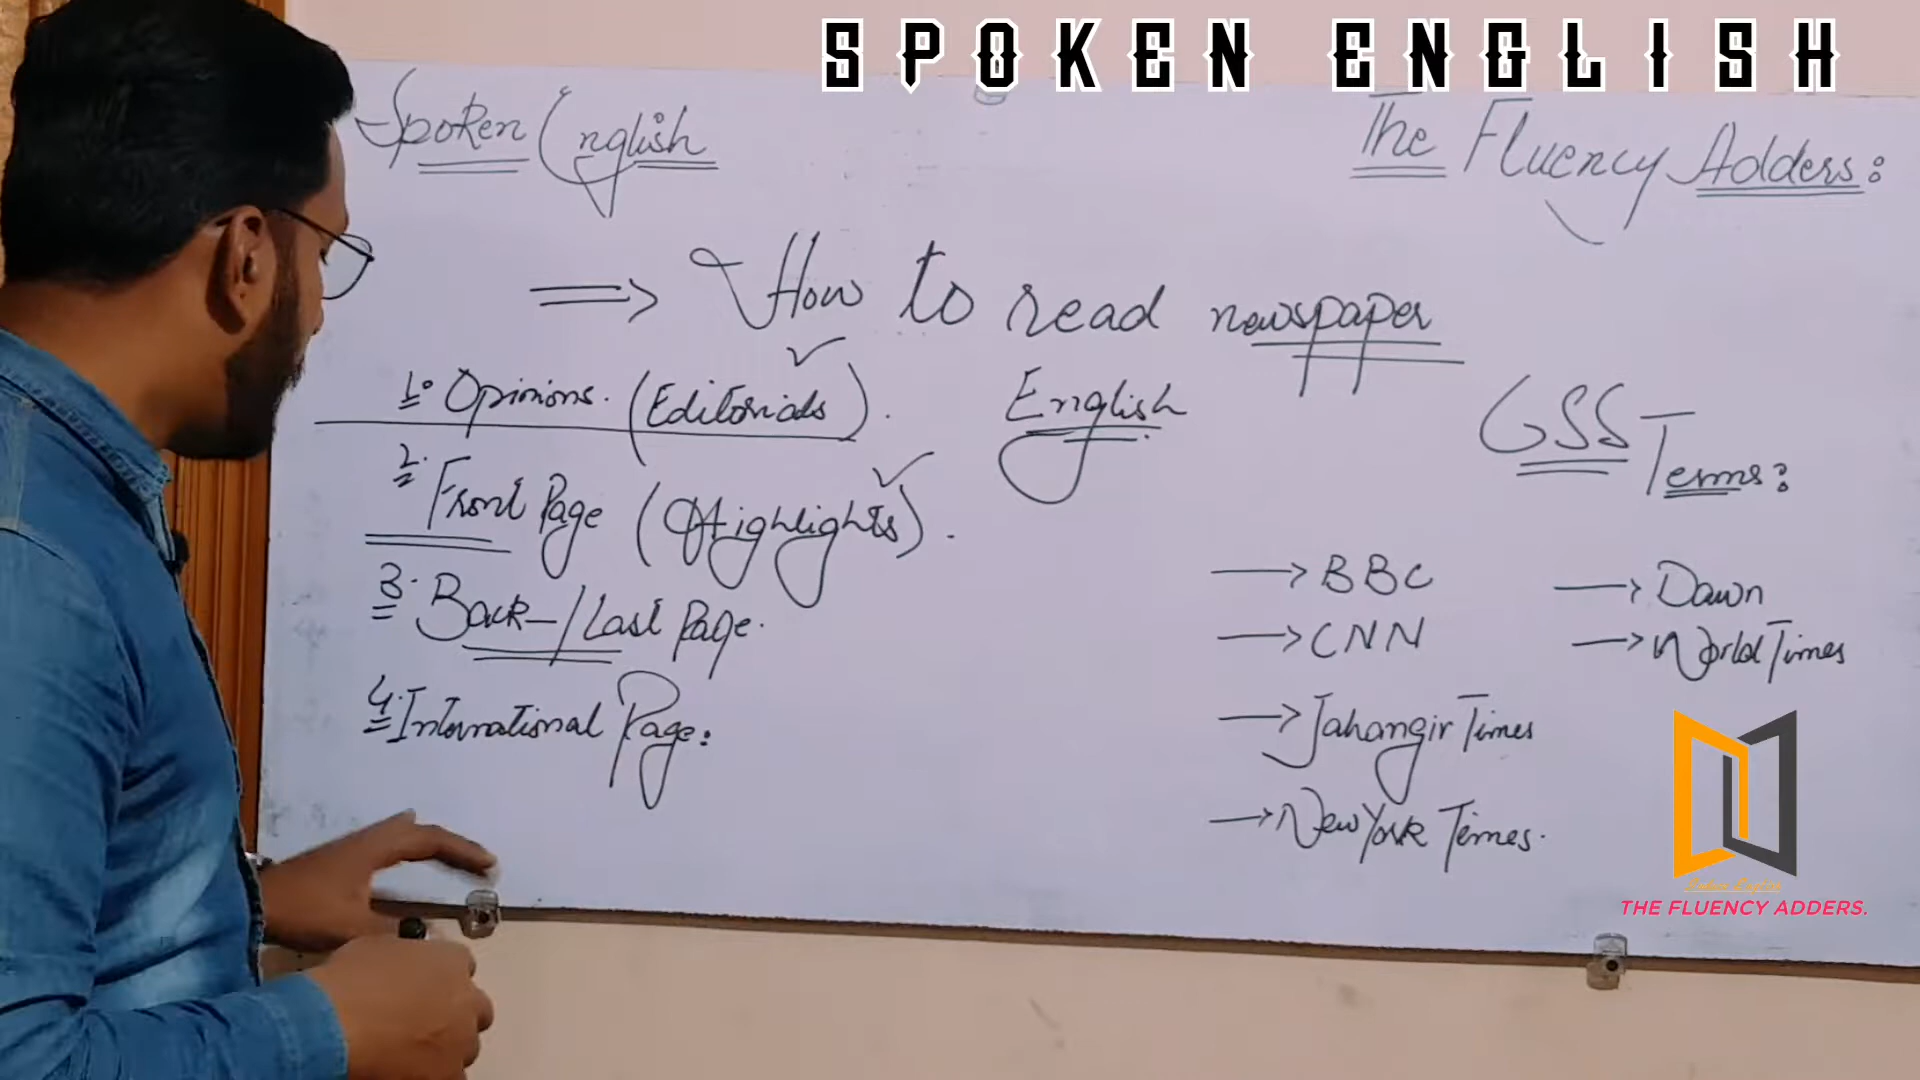 SPOKEN ENGLISH
Spoken English
The Fluency Adders:
⟹ How to read newspaper
English
1. Opinions. (Editorials).
2. Front Page (Highlights).
3. Back-/Last Page.
4. International Page:
CSS Terms:
→ BBC
→ CNN
→ Jahangir Times
→ New York Times.
→ Dawn
→ World Times
Spoken English
THE FLUENCY ADDERS.